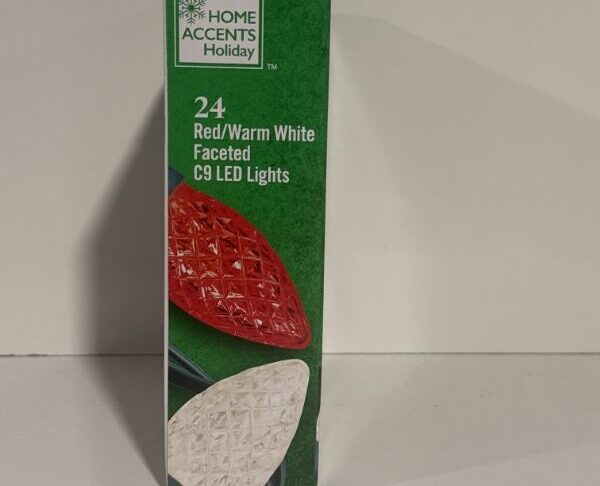 HOME
ACCENTS
Holiday
™
24
Red/Warm White
Faceted
C9 LED Lights